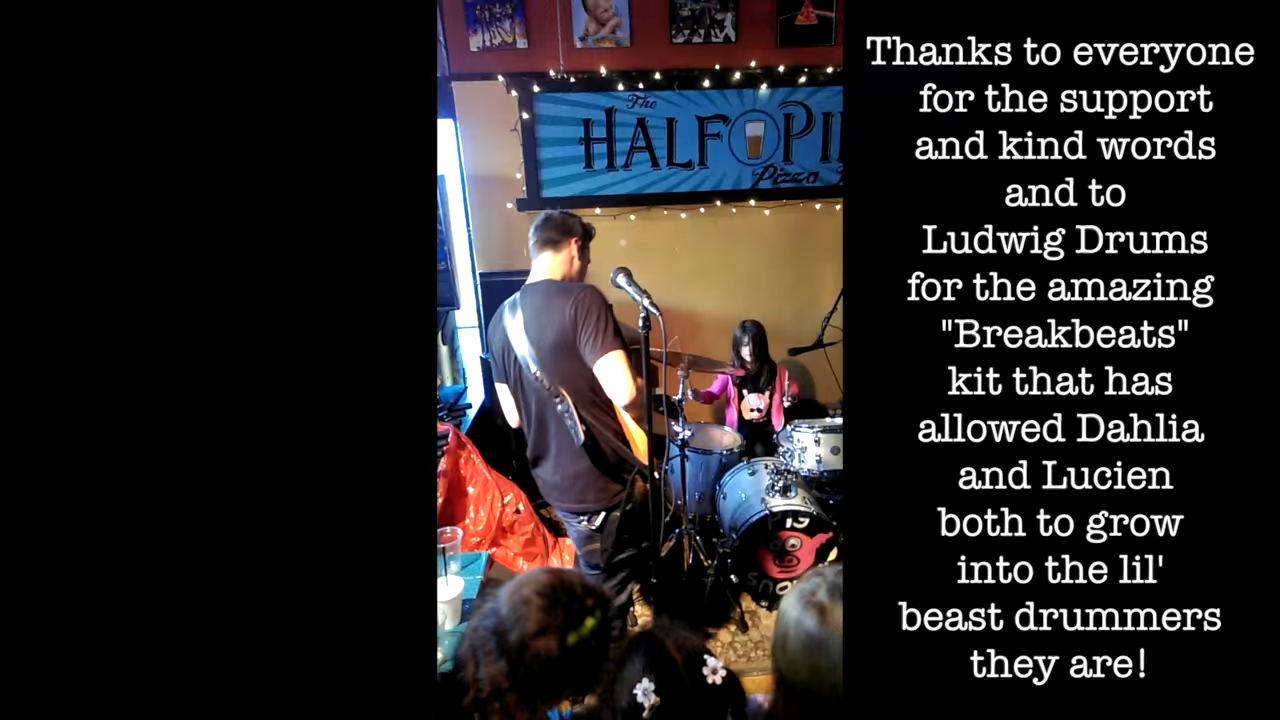 The
HALF PI
Pizza
Thanks to everyone
for the support
and kind words
and to
Ludwig Drums
for the amazing
"Breakbeats"
kit that has
allowed Dahlia
and Lucien
both to grow
into the lil'
beast drummers
they are!